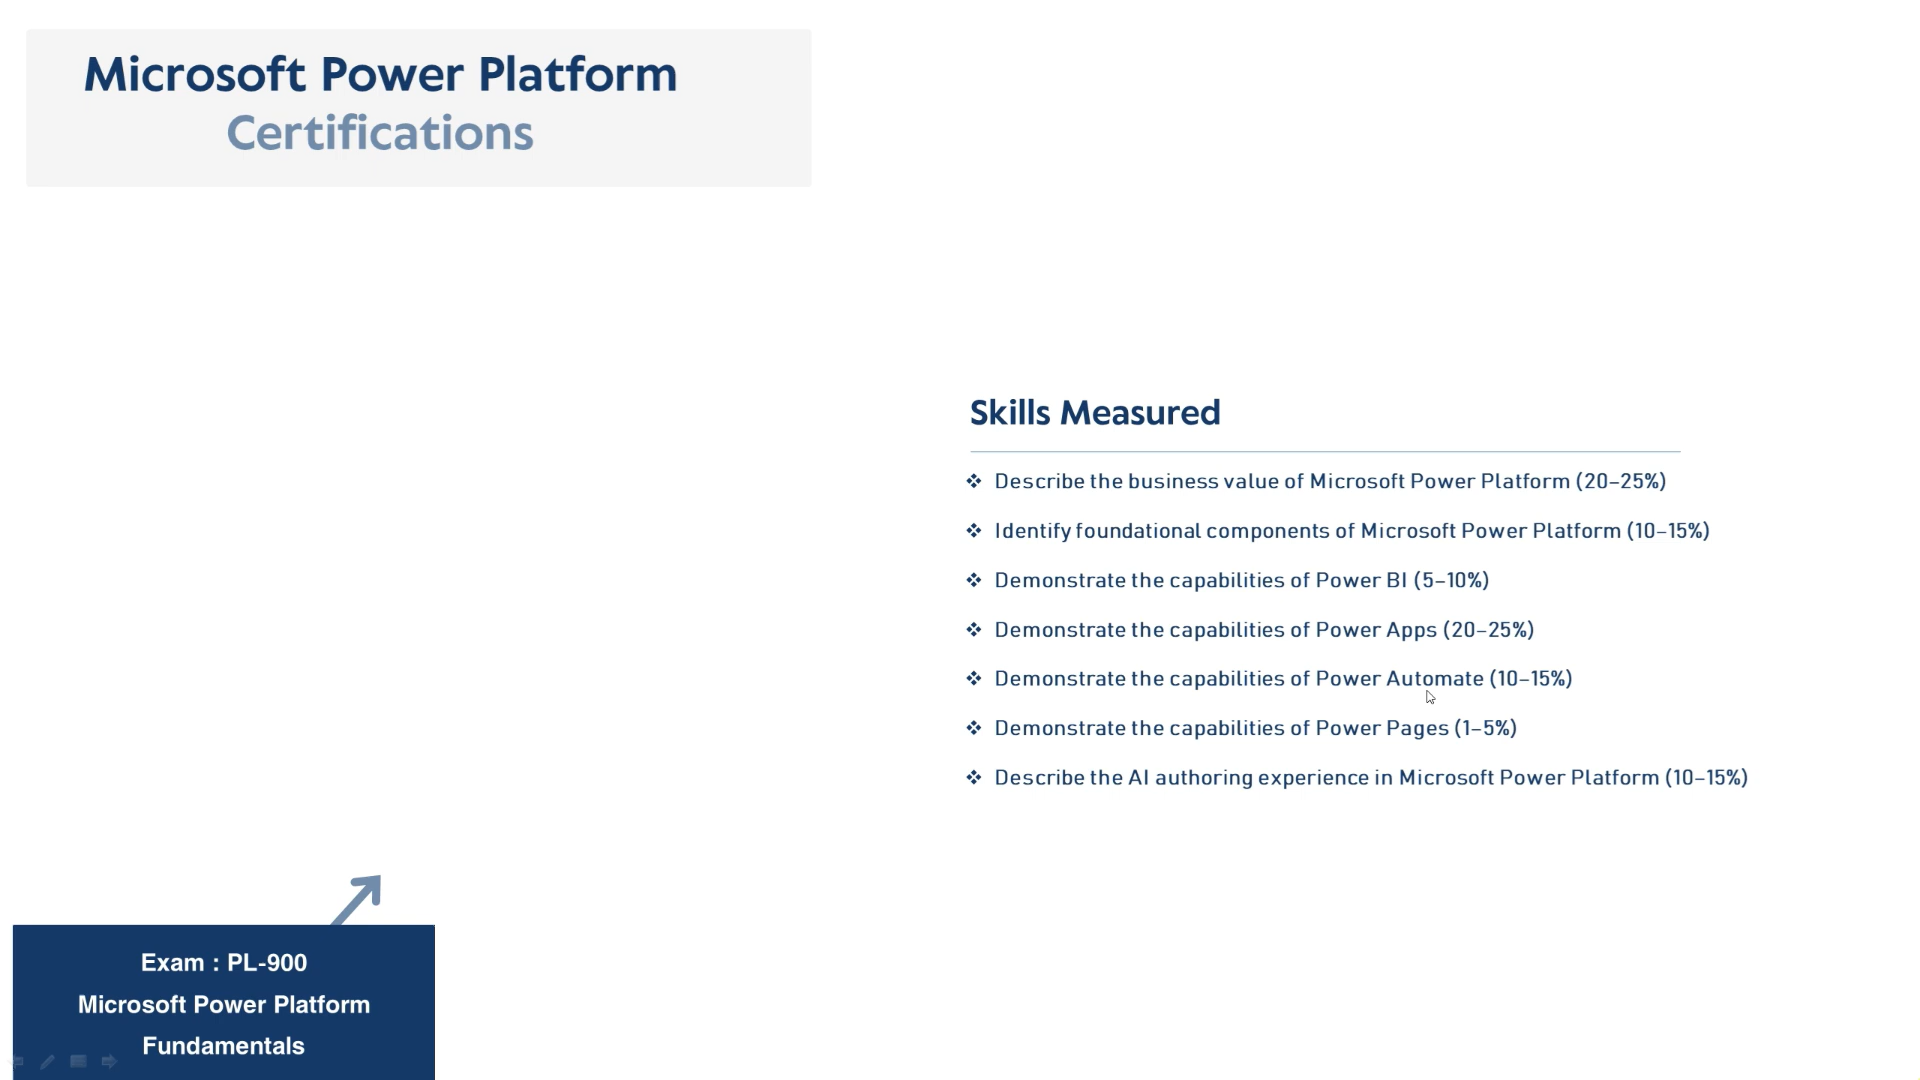 Microsoft Power Platform
Certifications
Skills Measured
❖ Describe the business value of Microsoft Power Platform (20–25%)
❖ Identify foundational components of Microsoft Power Platform (10–15%)
❖ Demonstrate the capabilities of Power BI (5–10%)
❖ Demonstrate the capabilities of Power Apps (20–25%)
❖ Demonstrate the capabilities of Power Automate (10–15%)
❖ Demonstrate the capabilities of Power Pages (1–5%)
❖ Describe the AI authoring experience in Microsoft Power Platform (10–15%)
Exam : PL-900
Microsoft Power Platform
Fundamentals